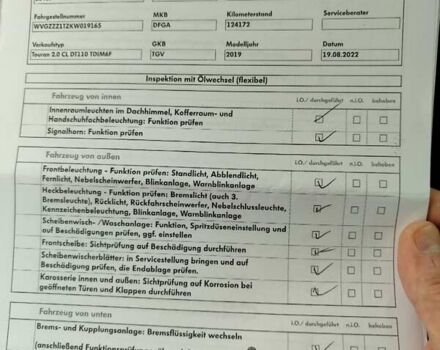 Fahrgestellnummer MKB Kilometerstand Serviceberater
WVGZZZ1TZKW019165 DFGA 124172
Verkaufstyp GKB Modelljahr Datum
Touran 2.0 CL DT110 TDIM6F TGV 2019 19.08.2022
Inspektion mit Ölwechsel (flexibel)
Fahrzeug von innen i.O./ durchgeführt n.i.O. behoben
Innenraumleuchten im Dachhimmel, Kofferraum- und
Handschuhfachbeleuchtung: Funktion prüfen
Signalhorn: Funktion prüfen
Fahrzeug von außen i.O./ durchgeführt n.i.O. behoben
Frontbeleuchtung - Funktion prüfen: Standlicht, Abblendlicht,
Fernlicht, Nebelscheinwerfer, Blinkanlage, Warnblinkanlage
Heckbeleuchtung - Funktion prüfen: Bremslicht (auch 3.
Bremsleuchte), Rücklicht, Rückfahrscheinwerfer, Nebelschlussleuchte,
Kennzeichenbeleuchtung, Blinkanlage, Warnblinkanlage
Scheibenwisch- /Waschanlage: Funktion, Spritzdüseneinstellung und
auf Beschädigungen prüfen, ggf. einstellen
Frontscheibe: Sichtprüfung auf Beschädigung durchführen
Scheibenwischerblätter: in Servicestellung bringen und auf
Beschädigung prüfen, die Endablage prüfen.
Karosserie innen und außen: Sichtprüfung auf Korrosion bei
geöffneten Türen und Klappen durchführen
Fahrzeug von unten i.O./ durchgeführt n.i.O. behoben
Brems- und Kupplungsanlage: Bremsflüssigkeit wechseln
(anschließend Funktionsprüfung